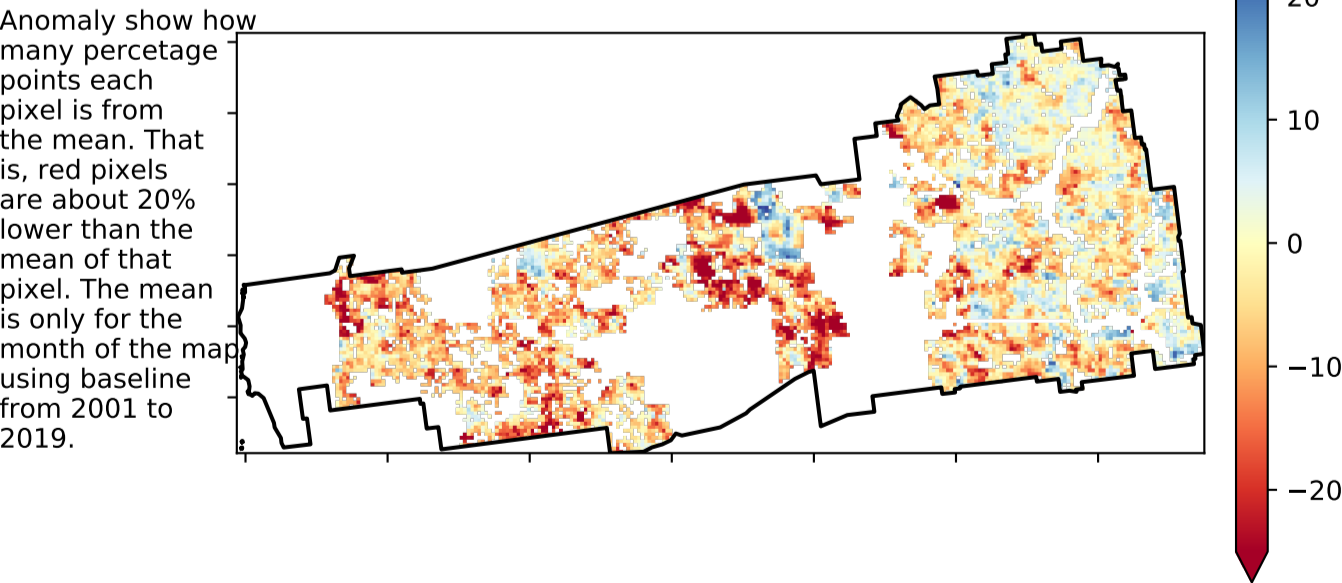 Anomaly show how
many percetage
points each
pixel is from
the mean. That
is, red pixels
are about 20%
lower than the
mean of that
pixel. The mean
is only for the
month of the map
using baseline
from 2001 to
2019.
20
10
0
−10
−20